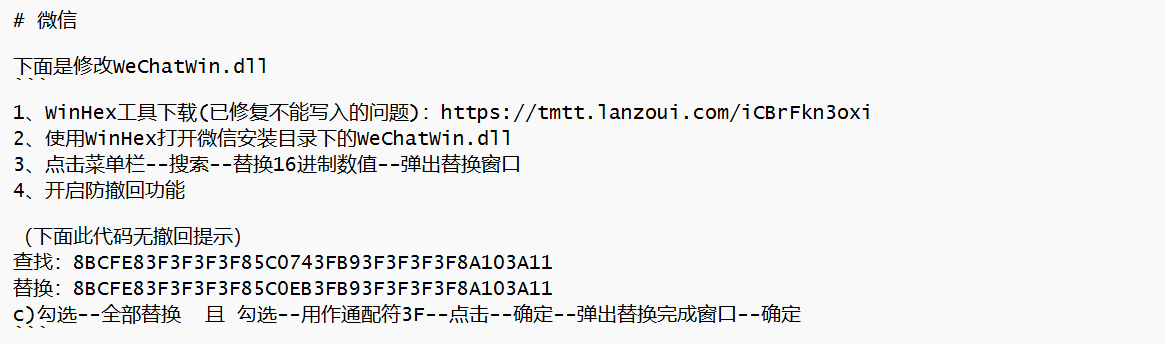 # 微信
下面是修改WeChatWin.dll
```
1、WinHex工具下载(已修复不能写入的问题)：https://tmtt.lanzoui.com/iCBrFkn3oxi
2、使用WinHex打开微信安装目录下的WeChatWin.dll
3、点击菜单栏--搜索--替换16进制数值--弹出替换窗口
4、开启防撤回功能
（下面此代码无撤回提示）
查找：8BCFE83F3F3F3F85C0743FB93F3F3F3F8A103A11
替换：8BCFE83F3F3F3F85C0EB3FB93F3F3F3F8A103A11
c)勾选--全部替换  且 勾选--用作通配符3F--点击--确定--弹出替换完成窗口--确定
```